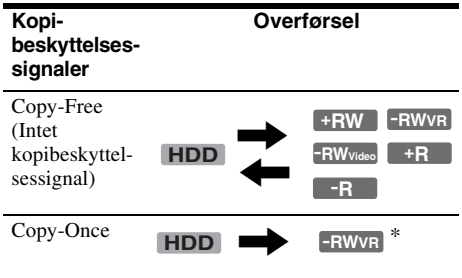 Kopi-
beskyttelses-
signaler
Overførsel
Copy-Free
(Intet
kopibeskyttel-
sessignal)
HDD
+RW -RWVR
-RWVideo +R
-R
Copy-Once
HDD
-RWVR *